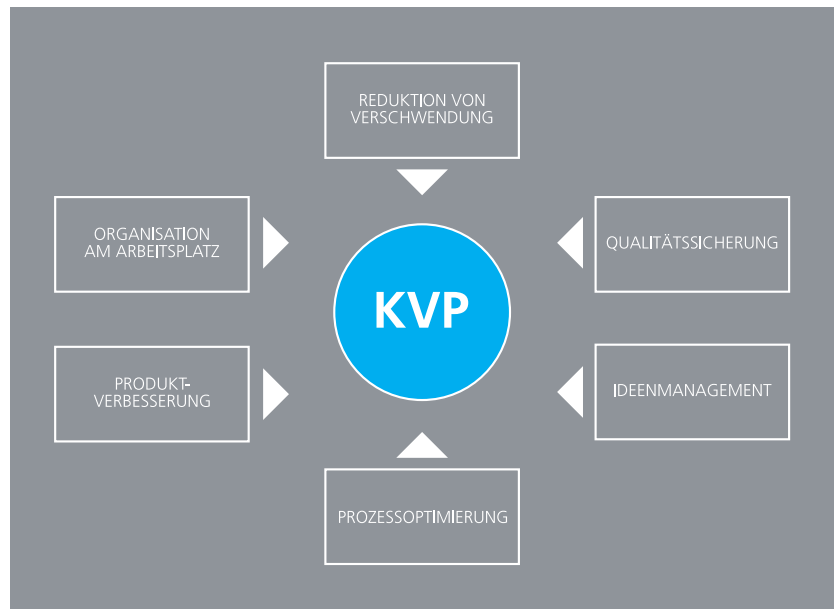 REDUKTION VON
VERSCHWENDUNG
ORGANISATION
AM ARBEITSPLATZ
QUALITÄTSSICHERUNG
KVP
PRODUKT-
VERBESSERUNG
IDEENMANAGEMENT
PROZESSOPTIMIERUNG